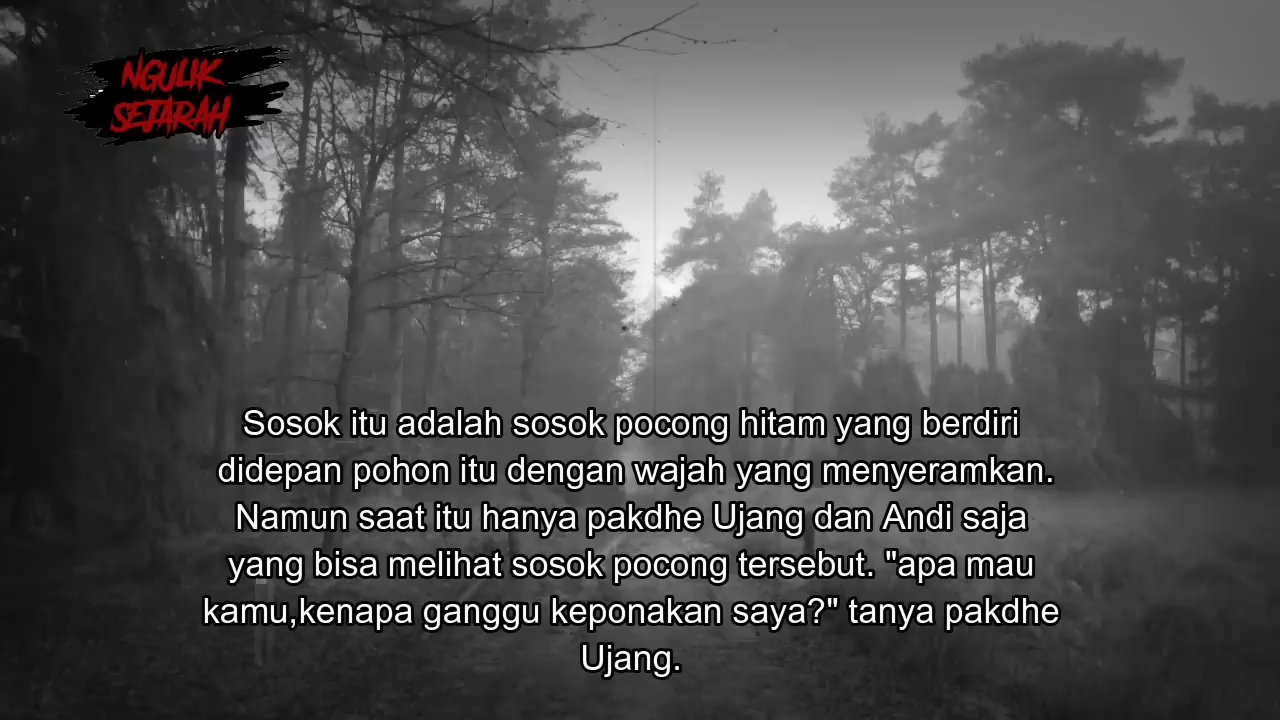 NGULIK
SEJARAH
Sosok itu adalah sosok pocong hitam yang berdiri
didepan pohon itu dengan wajah yang menyeramkan.
Namun saat itu hanya pakdhe Ujang dan Andi saja
yang bisa melihat sosok pocong tersebut. "apa mau
kamu,kenapa ganggu keponakan saya?" tanya pakdhe
Ujang.